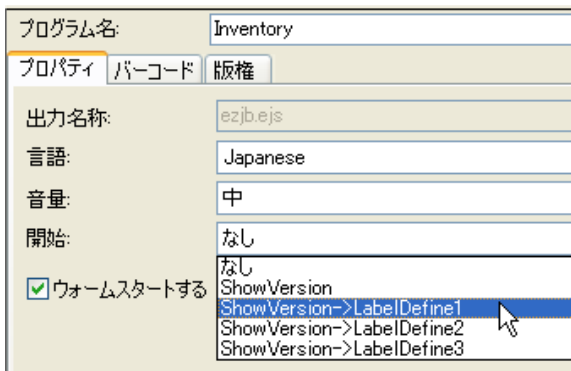 プログラム名: Inventory
プロパティ バーコード 版権
出力名称: ezjb.ejs
言語: Japanese
音量: 中
開始: なし
なし
ウォームスタートする ShowVersion
ShowVersion->LabelDefine1
ShowVersion->LabelDefine2
ShowVersion->LabelDefine3